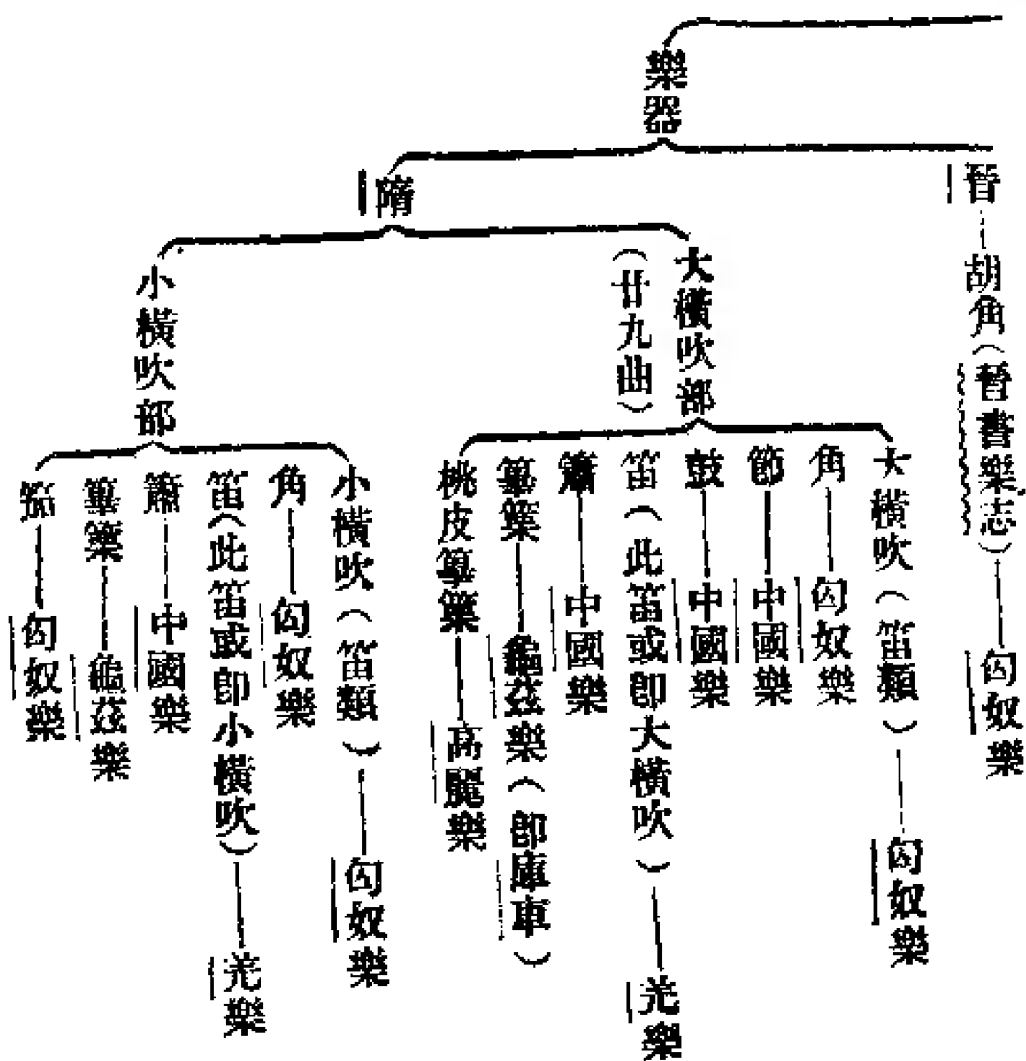 樂器
晉
胡角(晉書樂志)
匈奴樂
隋
大橫吹部
(廿九曲)
大橫吹(笛類)
匈奴樂
角
匈奴樂
節
中國樂
鼓
中國樂
笛(此笛或卽大橫吹)
羌樂
簫
中國樂
篳篥
龜茲樂(卽庫車)
桃皮篳篥
高麗樂
小橫吹部
小橫吹(笛類)
匈奴樂
角
匈奴樂
笛(此笛或卽小橫吹)
羌樂
簫
中國樂
篳篥
龜茲樂
笳
匈奴樂